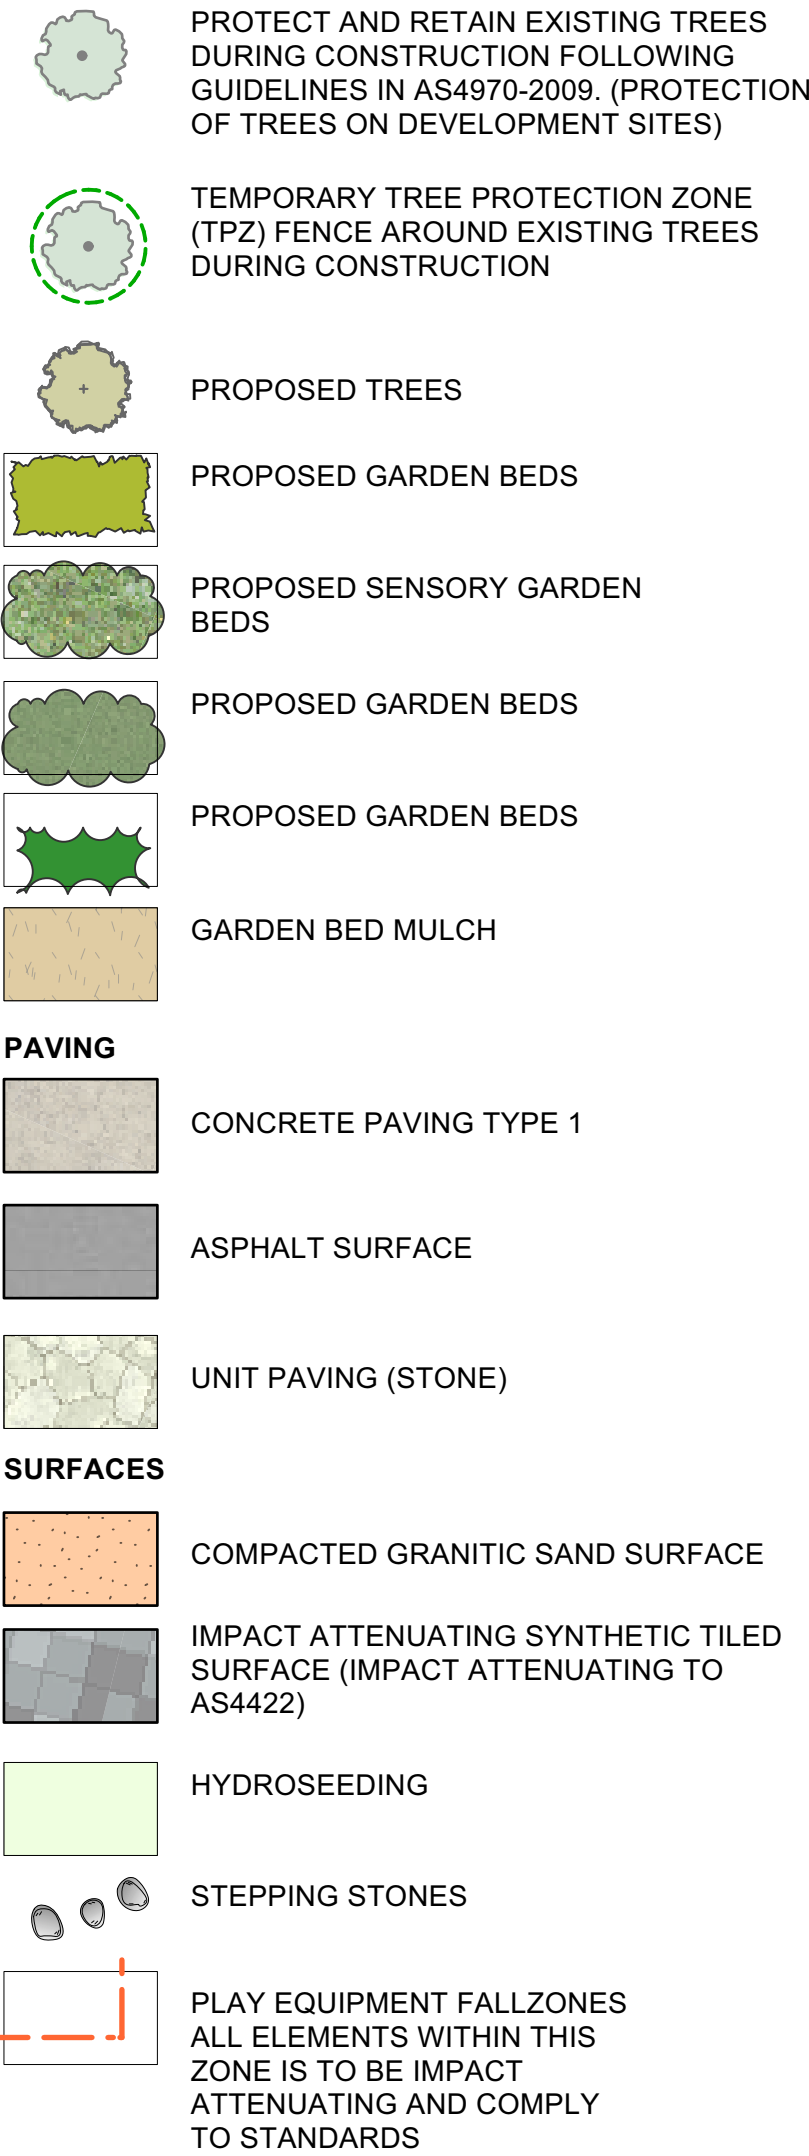 PROTECT AND RETAIN EXISTING TREES
DURING CONSTRUCTION FOLLOWING
GUIDELINES IN AS4970-2009. (PROTECTION
OF TREES ON DEVELOPMENT SITES)
TEMPORARY TREE PROTECTION ZONE
(TPZ) FENCE AROUND EXISTING TREES
DURING CONSTRUCTION
PROPOSED TREES
PROPOSED GARDEN BEDS
PROPOSED SENSORY GARDEN
BEDS
PROPOSED GARDEN BEDS
PROPOSED GARDEN BEDS
GARDEN BED MULCH
PAVING
CONCRETE PAVING TYPE 1
ASPHALT SURFACE
UNIT PAVING (STONE)
SURFACES
COMPACTED GRANITIC SAND SURFACE
IMPACT ATTENUATING SYNTHETIC TILED
SURFACE (IMPACT ATTENUATING TO
AS4422)
HYDROSEEDING
STEPPING STONES
PLAY EQUIPMENT FALLZONES
ALL ELEMENTS WITHIN THIS
ZONE IS TO BE IMPACT
ATTENUATING AND COMPLY
TO STANDARDS